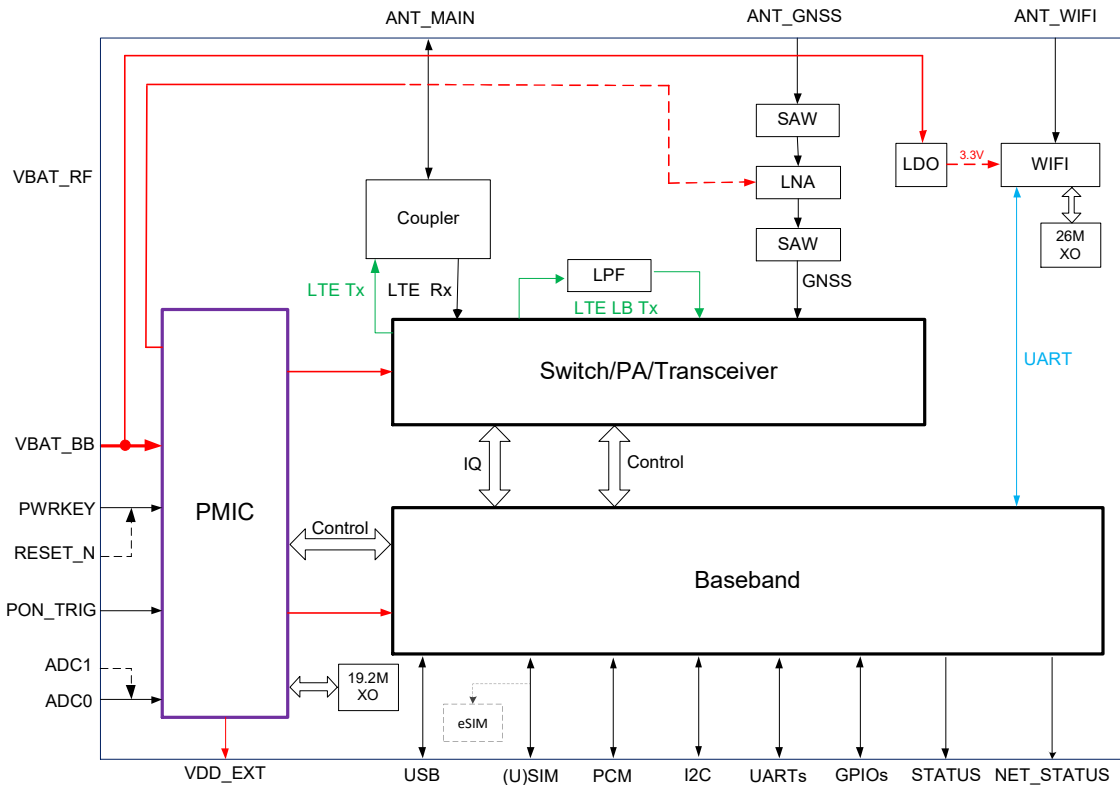 ANT_MAIN
ANT_GNSS
ANT_WIFI
SAW
LDO
3.3V
WIFI
VBAT_RF
LNA
Coupler
SAW
26M
XO
LPF
LTE Tx
LTE Rx
LTE LB Tx
GNSS
UART
Switch/PA/Transceiver
VBAT_BB
IQ
Control
PWRKEY
PMIC
Control
RESET_N
Baseband
PON_TRIG
ADC1
19.2M
XO
ADC0
eSIM
VDD_EXT
USB
(U)SIM
PCM
I2C
UARTs
GPIOs
STATUS
NET_STATUS